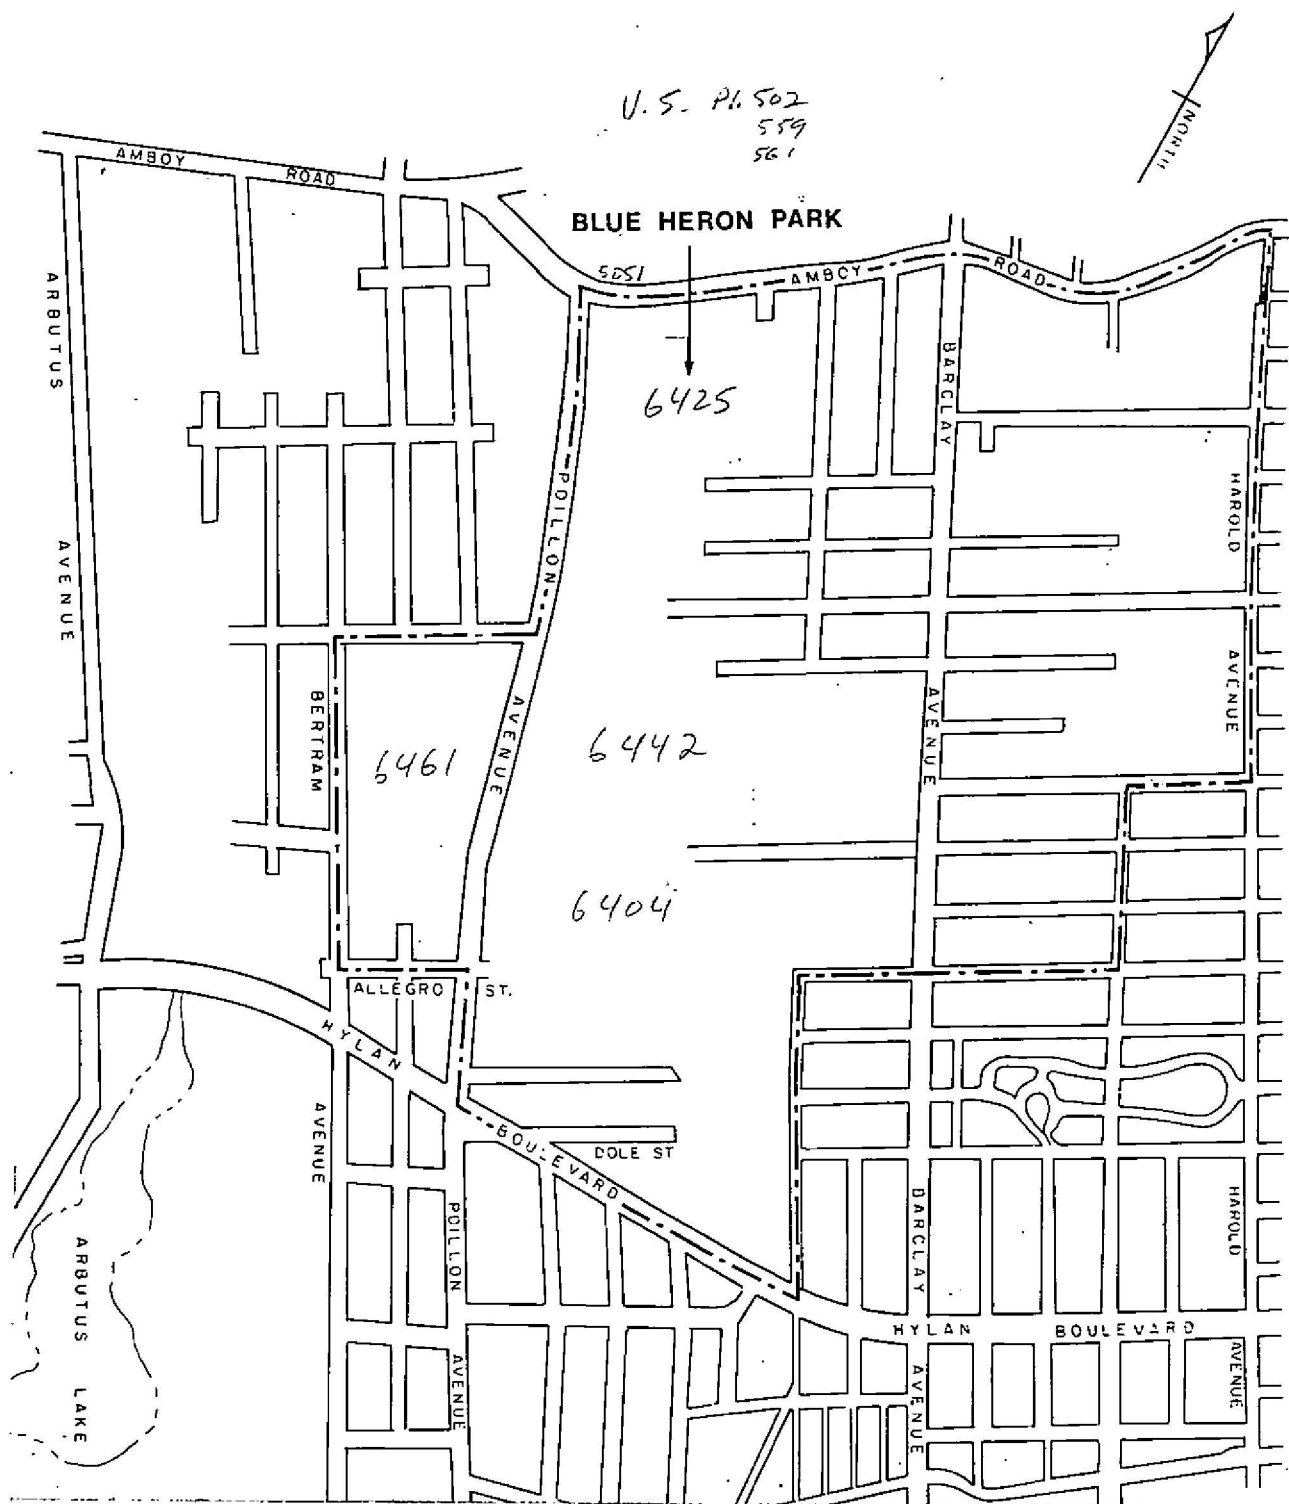 U.S. Pl. 502
559
561
NORTH
AMBOY ROAD
BLUE HERON PARK
5251
AMBOY ROAD
ARBUTUS AVENUE
6425
BARCLAY AVENUE
POILLON AVENUE
HAROLD AVENUE
BERTRAM AVENUE
6461
6442
6404
ALLEGRO ST.
HYLAN BOULEVARD
DOLE ST
POILLON AVENUE
BARCLAY AVENUE
HAROLD AVENUE
ARBUTUS LAKE
HYLAN BOULEVARD